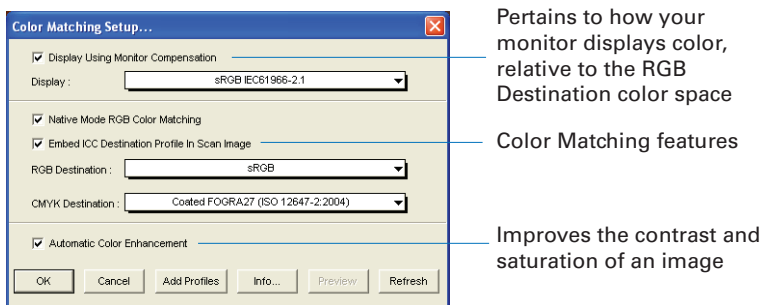 Color Matching Setup...
Display Using Monitor Compensation
Display :
sRGB IEC61966-2.1
Native Mode RGB Color Matching
Embed ICC Destination Profile In Scan Image
RGB Destination :
sRGB
CMYK Destination :
Coated FOGRA27 (ISO 12647-2:2004)
Automatic Color Enhancement
OK
Cancel
Add Profiles
Info...
Preview
Refresh
Pertains to how your
monitor displays color,
relative to the RGB
Destination color space
Color Matching features
Improves the contrast and
saturation of an image